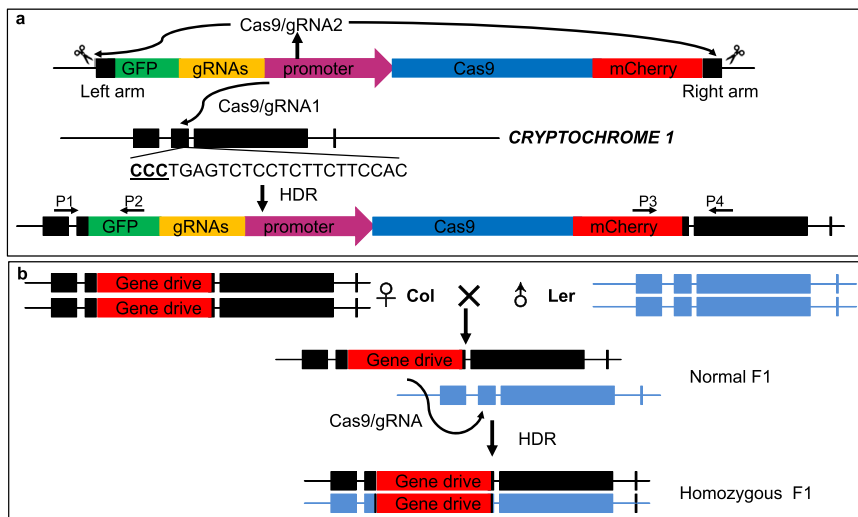 a
Cas9/gRNA2
GFP gRNAs promoter Cas9 mCherry
Left arm Right arm
Cas9/gRNA1
CRYPTOCHROME 1
CCCTGAGTCTCCTCTTCTTCCAC
HDR
P1 P2 P3 P4
GFP gRNAs promoter Cas9 mCherry
b
Gene drive
Gene drive
♀ Col ✕ ♂ Ler
Gene drive
Normal F1
Cas9/gRNA
HDR
Gene drive
Gene drive
Homozygous F1